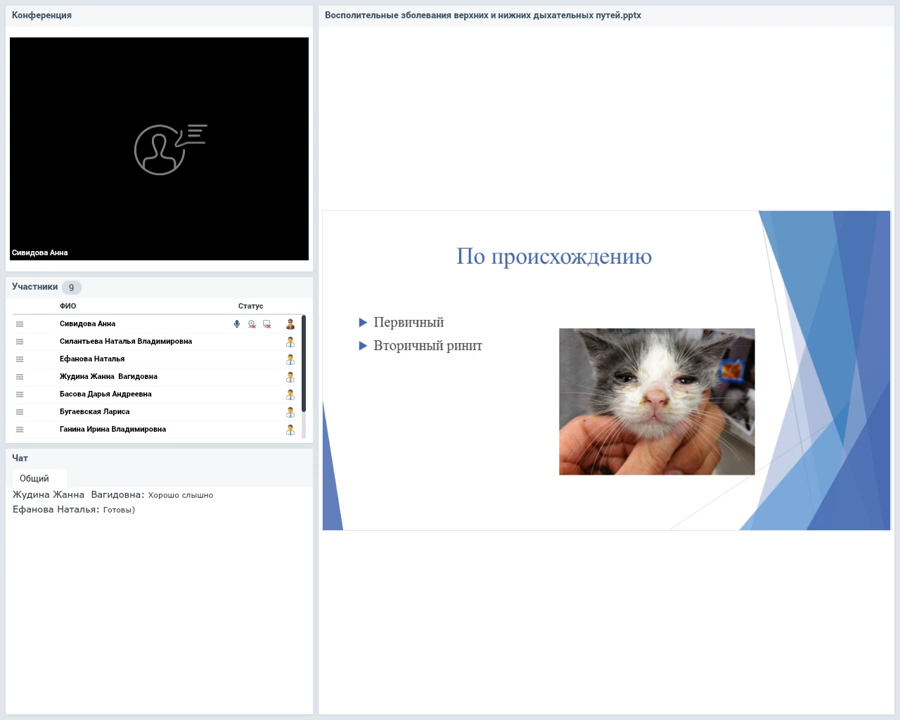 Конференция
Сивидова Анна
Участники 9
ФИО Статус
Сивидова Анна
Силантьева Наталья Владимировна
Ефанова Наталья
Жудина Жанна Вагидовна
Басова Дарья Андреевна
Бугаевская Лариса
Ганина Ирина Владимировна
Чат
Общий
Жудина Жанна Вагидовна: Хорошо слышно
Ефанова Наталья: Готовы)
Восполительные зболевания верхних и нижних дыхательных путей.pptx
По происхождению
Первичный
Вторичный ринит